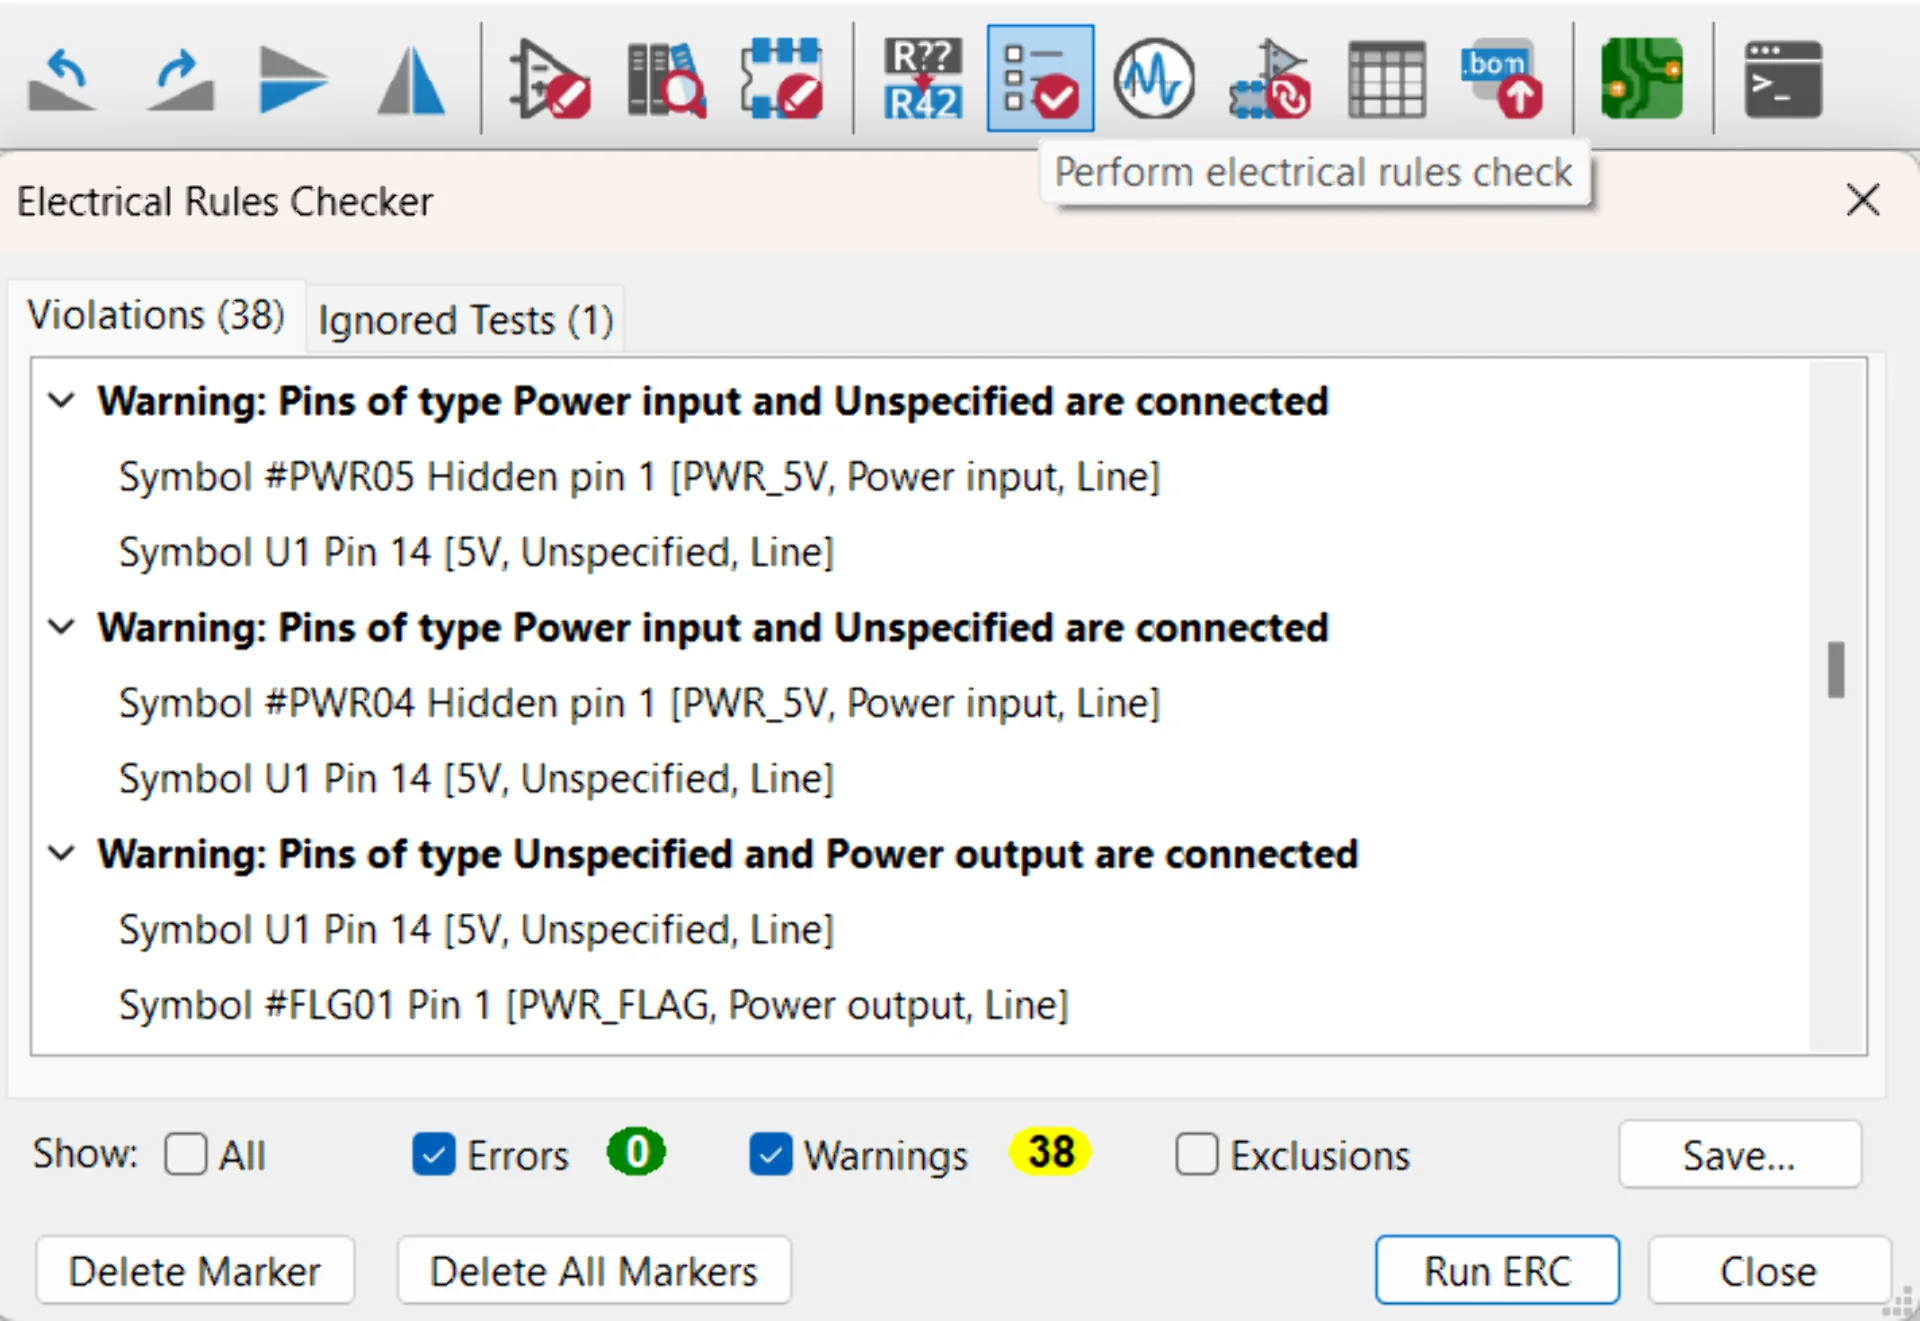 R??
R42
.bom
>_
Perform electrical rules check
Electrical Rules Checker
Violations (38)
Ignored Tests (1)
Warning: Pins of type Power input and Unspecified are connected
Symbol #PWR05 Hidden pin 1 [PWR_5V, Power input, Line]
Symbol U1 Pin 14 [5V, Unspecified, Line]
Warning: Pins of type Power input and Unspecified are connected
Symbol #PWR04 Hidden pin 1 [PWR_5V, Power input, Line]
Symbol U1 Pin 14 [5V, Unspecified, Line]
Warning: Pins of type Unspecified and Power output are connected
Symbol U1 Pin 14 [5V, Unspecified, Line]
Symbol #FLG01 Pin 1 [PWR_FLAG, Power output, Line]
Show: All Errors 0 Warnings 38 Exclusions Save...
Delete Marker Delete All Markers Run ERC Close